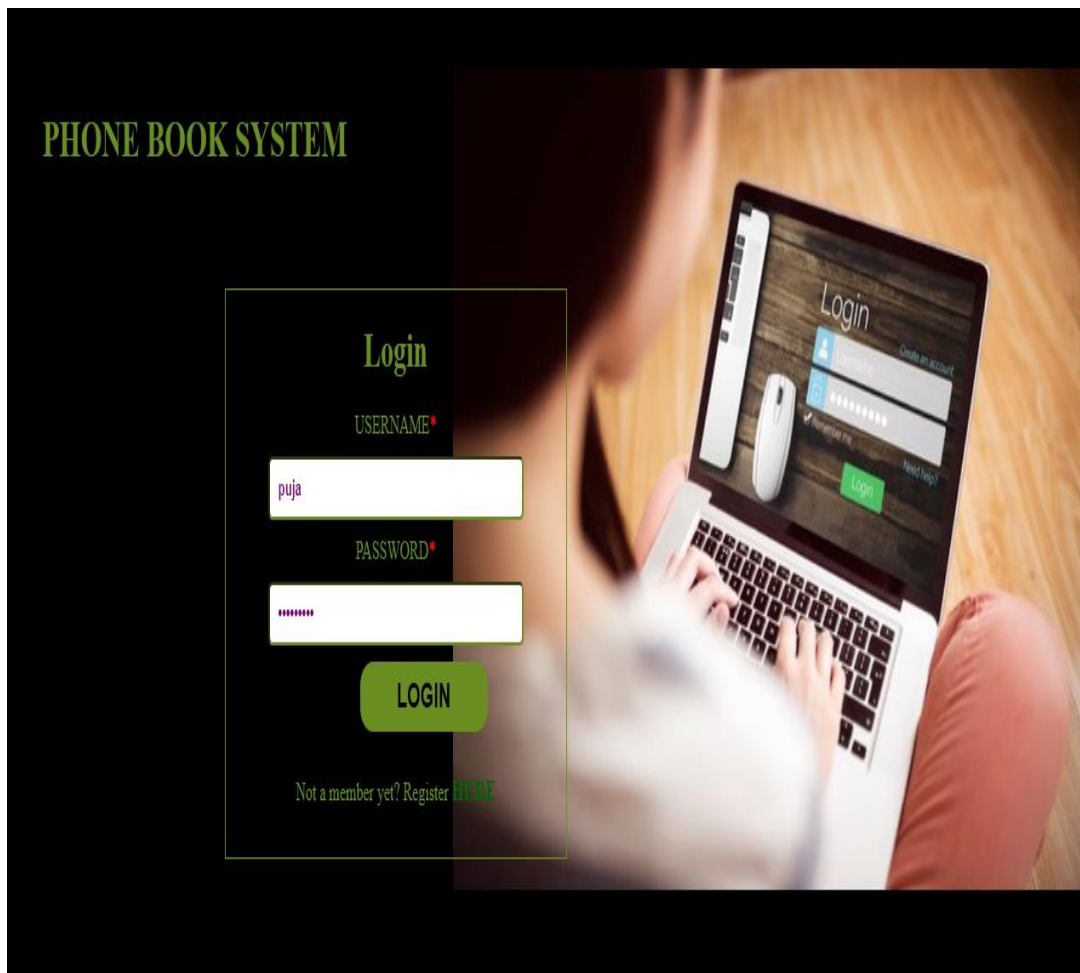 PHONE BOOK SYSTEM
Login
USERNAME*
puja
PASSWORD*
•••••••••
LOGIN
Not a member yet? Register HERE
Login
Create an account
Username
•••••••••
Remember me
Need help?
Login